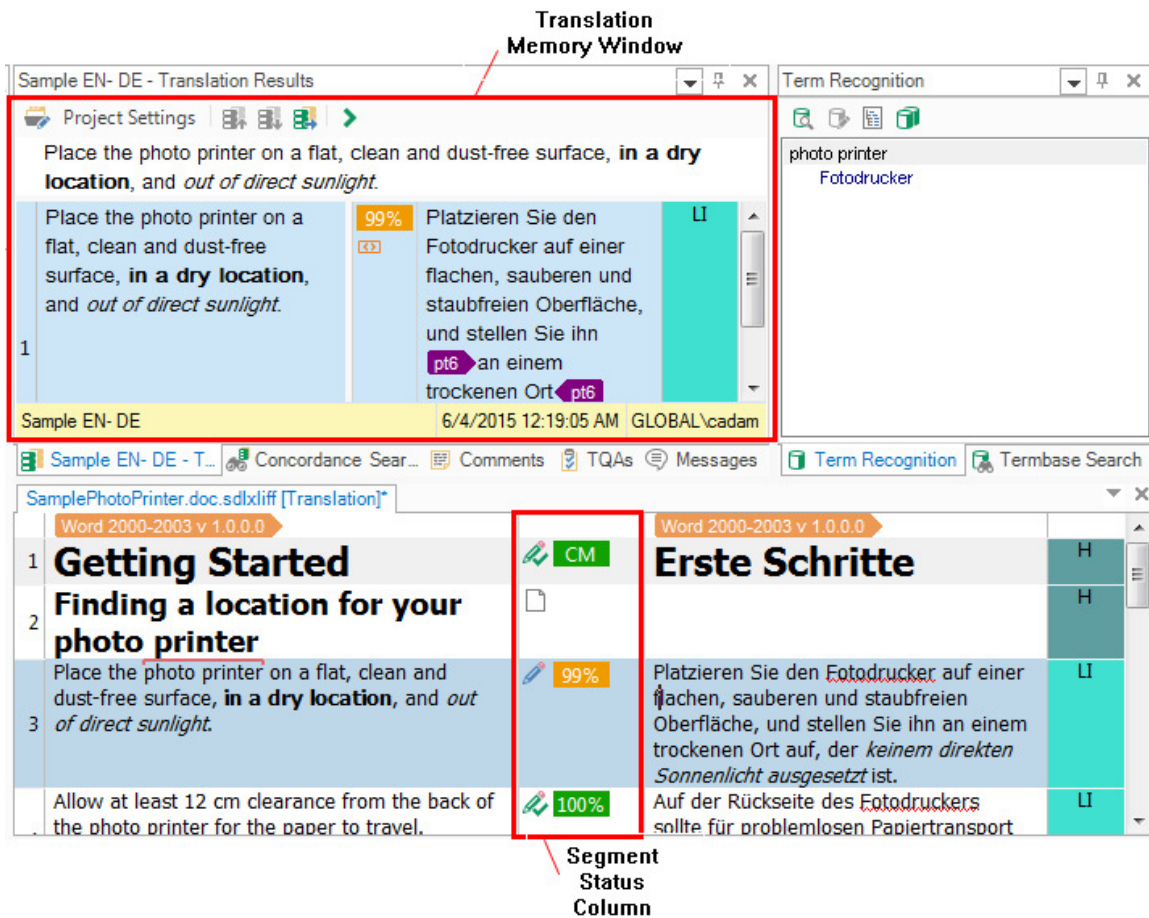 Translation
Memory Window
Sample EN- DE - Translation Results
Term Recognition
Project Settings
Place the photo printer on a flat, clean and dust-free surface, in a dry
location, and out of direct sunlight.
photo printer
Fotodrucker
1
Place the photo printer on a
flat, clean and dust-free
surface, in a dry location,
and out of direct sunlight.
99%
Platzieren Sie den
Fotodrucker auf einer
flachen, sauberen und
staubfreien Oberfläche,
und stellen Sie ihn
pt6 an einem
trockenen Ort pt6
LI
Sample EN- DE 6/4/2015 12:19:05 AM GLOBAL\cadam
Sample EN- DE - T... Concordance Sear... Comments TQAs Messages
Term Recognition Termbase Search
SamplePhotoPrinter.doc.sdlxliff [Translation]*
Word 2000-2003 v 1.0.0.0 Word 2000-2003 v 1.0.0.0
1 Getting Started CM Erste Schritte H
2 Finding a location for your
photo printer
H
3
Place the photo printer on a flat, clean and
dust-free surface, in a dry location, and out
of direct sunlight.
99%
Platzieren Sie den Fotodrucker auf einer
flachen, sauberen und staubfreien
Oberfläche, und stellen Sie ihn an einem
trockenen Ort auf, der keinem direkten
Sonnenlicht ausgesetzt ist.
LI
Allow at least 12 cm clearance from the back of
the photo printer for the paper to travel.
100%
Auf der Rückseite des Fotodruckers
sollte für problemlosen Papiertransport
LI
Segment
Status
Column